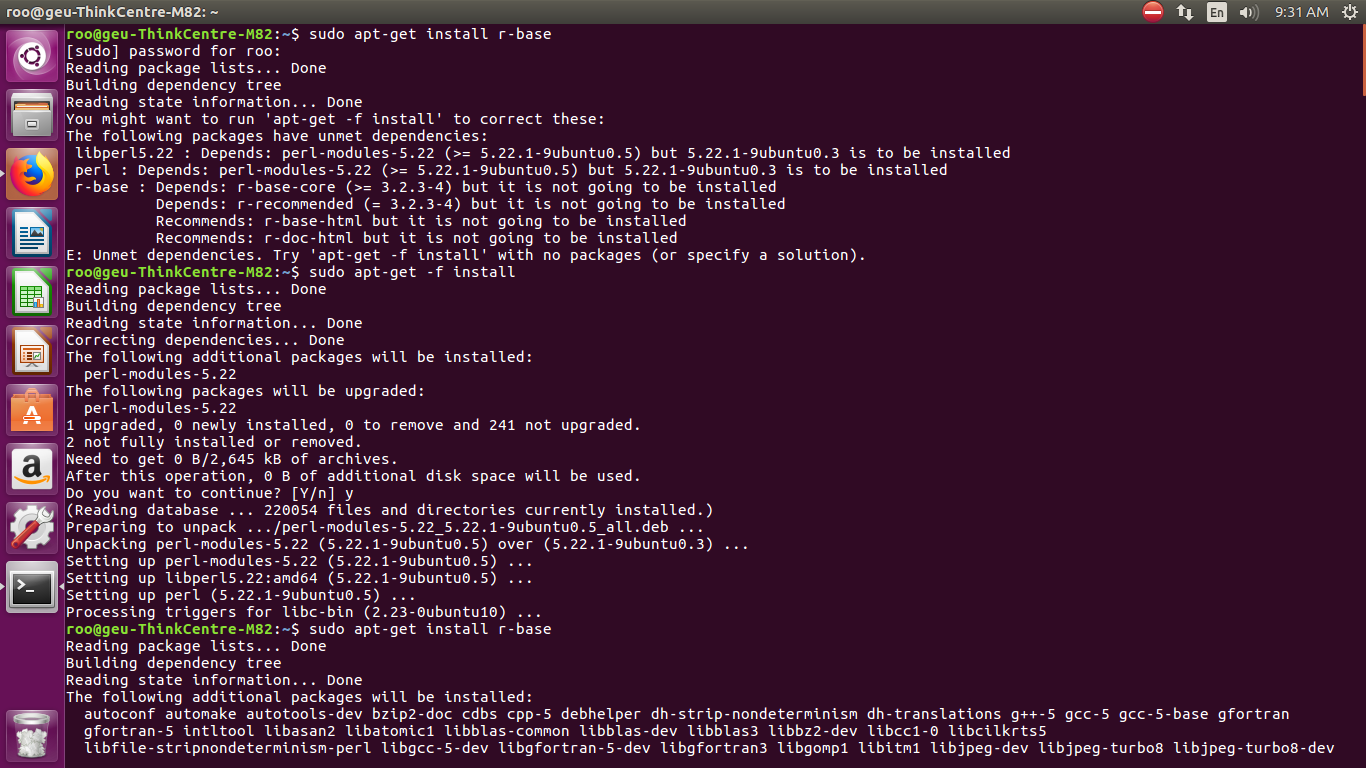 roo@geu-ThinkCentre-M82: ~
En
9:31 AM
roo@geu-ThinkCentre-M82:~$ sudo apt-get install r-base
[sudo] password for roo:
Reading package lists... Done
Building dependency tree
Reading state information... Done
You might want to run 'apt-get -f install' to correct these:
The following packages have unmet dependencies:
 libperl5.22 : Depends: perl-modules-5.22 (>= 5.22.1-9ubuntu0.5) but 5.22.1-9ubuntu0.3 is to be installed
 perl : Depends: perl-modules-5.22 (>= 5.22.1-9ubuntu0.5) but 5.22.1-9ubuntu0.3 is to be installed
 r-base : Depends: r-base-core (>= 3.2.3-4) but it is not going to be installed
          Depends: r-recommended (= 3.2.3-4) but it is not going to be installed
          Recommends: r-base-html but it is not going to be installed
          Recommends: r-doc-html but it is not going to be installed
E: Unmet dependencies. Try 'apt-get -f install' with no packages (or specify a solution).
roo@geu-ThinkCentre-M82:~$ sudo apt-get -f install
Reading package lists... Done
Building dependency tree
Reading state information... Done
Correcting dependencies... Done
The following additional packages will be installed:
  perl-modules-5.22
The following packages will be upgraded:
  perl-modules-5.22
1 upgraded, 0 newly installed, 0 to remove and 241 not upgraded.
2 not fully installed or removed.
Need to get 0 B/2,645 kB of archives.
After this operation, 0 B of additional disk space will be used.
Do you want to continue? [Y/n] y
(Reading database ... 220054 files and directories currently installed.)
Preparing to unpack .../perl-modules-5.22_5.22.1-9ubuntu0.5_all.deb ...
Unpacking perl-modules-5.22 (5.22.1-9ubuntu0.5) over (5.22.1-9ubuntu0.3) ...
Setting up perl-modules-5.22 (5.22.1-9ubuntu0.5) ...
Setting up libperl5.22:amd64 (5.22.1-9ubuntu0.5) ...
Setting up perl (5.22.1-9ubuntu0.5) ...
Processing triggers for libc-bin (2.23-0ubuntu10) ...
roo@geu-ThinkCentre-M82:~$ sudo apt-get install r-base
Reading package lists... Done
Building dependency tree
Reading state information... Done
The following additional packages will be installed:
  autoconf automake autotools-dev bzip2-doc cdbs cpp-5 debhelper dh-strip-nondeterminism dh-translations g++-5 gcc-5 gcc-5-base gfortran
  gfortran-5 intltool libasan2 libatomic1 libblas-common libblas-dev libblas3 libbz2-dev libcc1-0 libcilkrts5
  libfile-stripnondeterminism-perl libgcc-5-dev libgfortran-5-dev libgfortran3 libgomp1 libitm1 libjpeg-dev libjpeg-turbo8 libjpeg-turbo8-dev